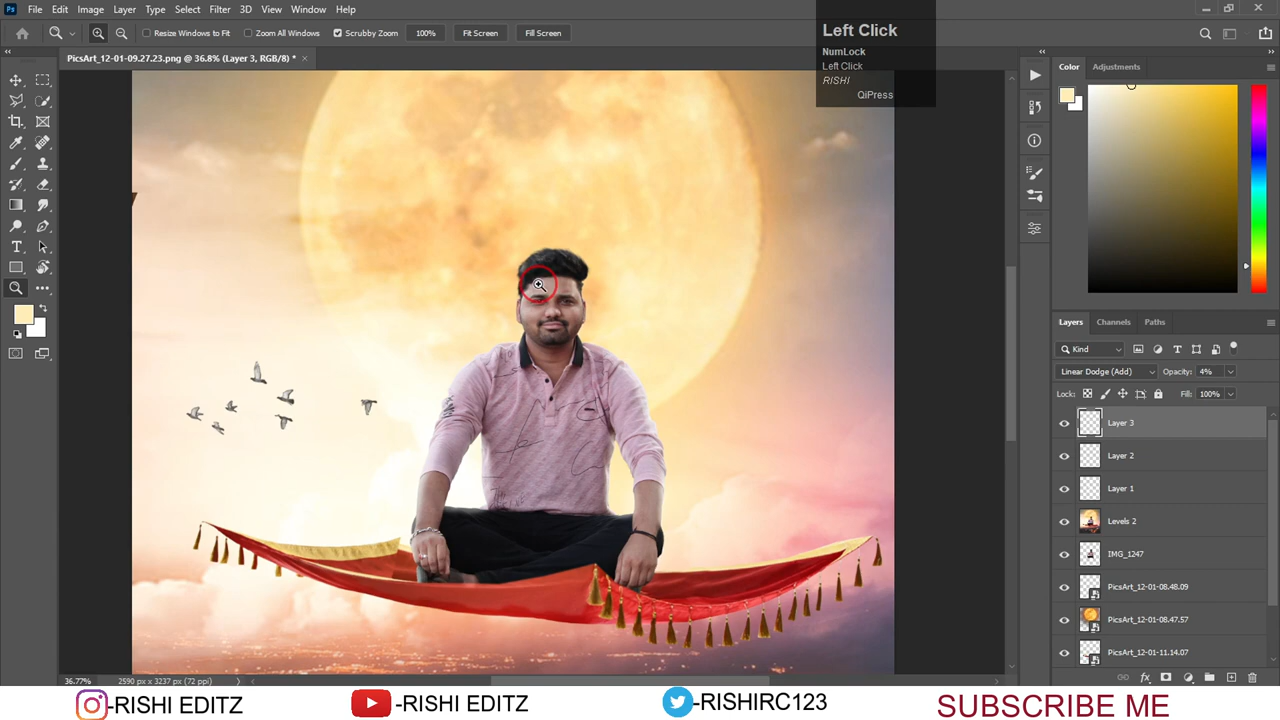 Ps File Edit Image Layer Type Select Filter 3D View Window Help
Resize Windows to Fit Zoom All Windows Scrubby Zoom 100% Fit Screen Fill Screen
PicsArt_12-01-09.27.23.png @ 36.8% (Layer 3, RGB/8) *
Left Click
NumLock
Left Click
RISHI
QiPress
Color Adjustments
Layers Channels Paths
Kind
Linear Dodge (Add) Opacity: 4%
Lock: Fill: 100%
Layer 3
Layer 2
Layer 1
Levels 2
IMG_1247
PicsArt_12-01-08.48.09
PicsArt_12-01-08.47.57
PicsArt_12-01-11.14.07
36.77% 2590 px x 3237 px (72 ppi)
-RISHI EDITZ -RISHI EDITZ -RISHIRC123 SUBSCRIBE ME